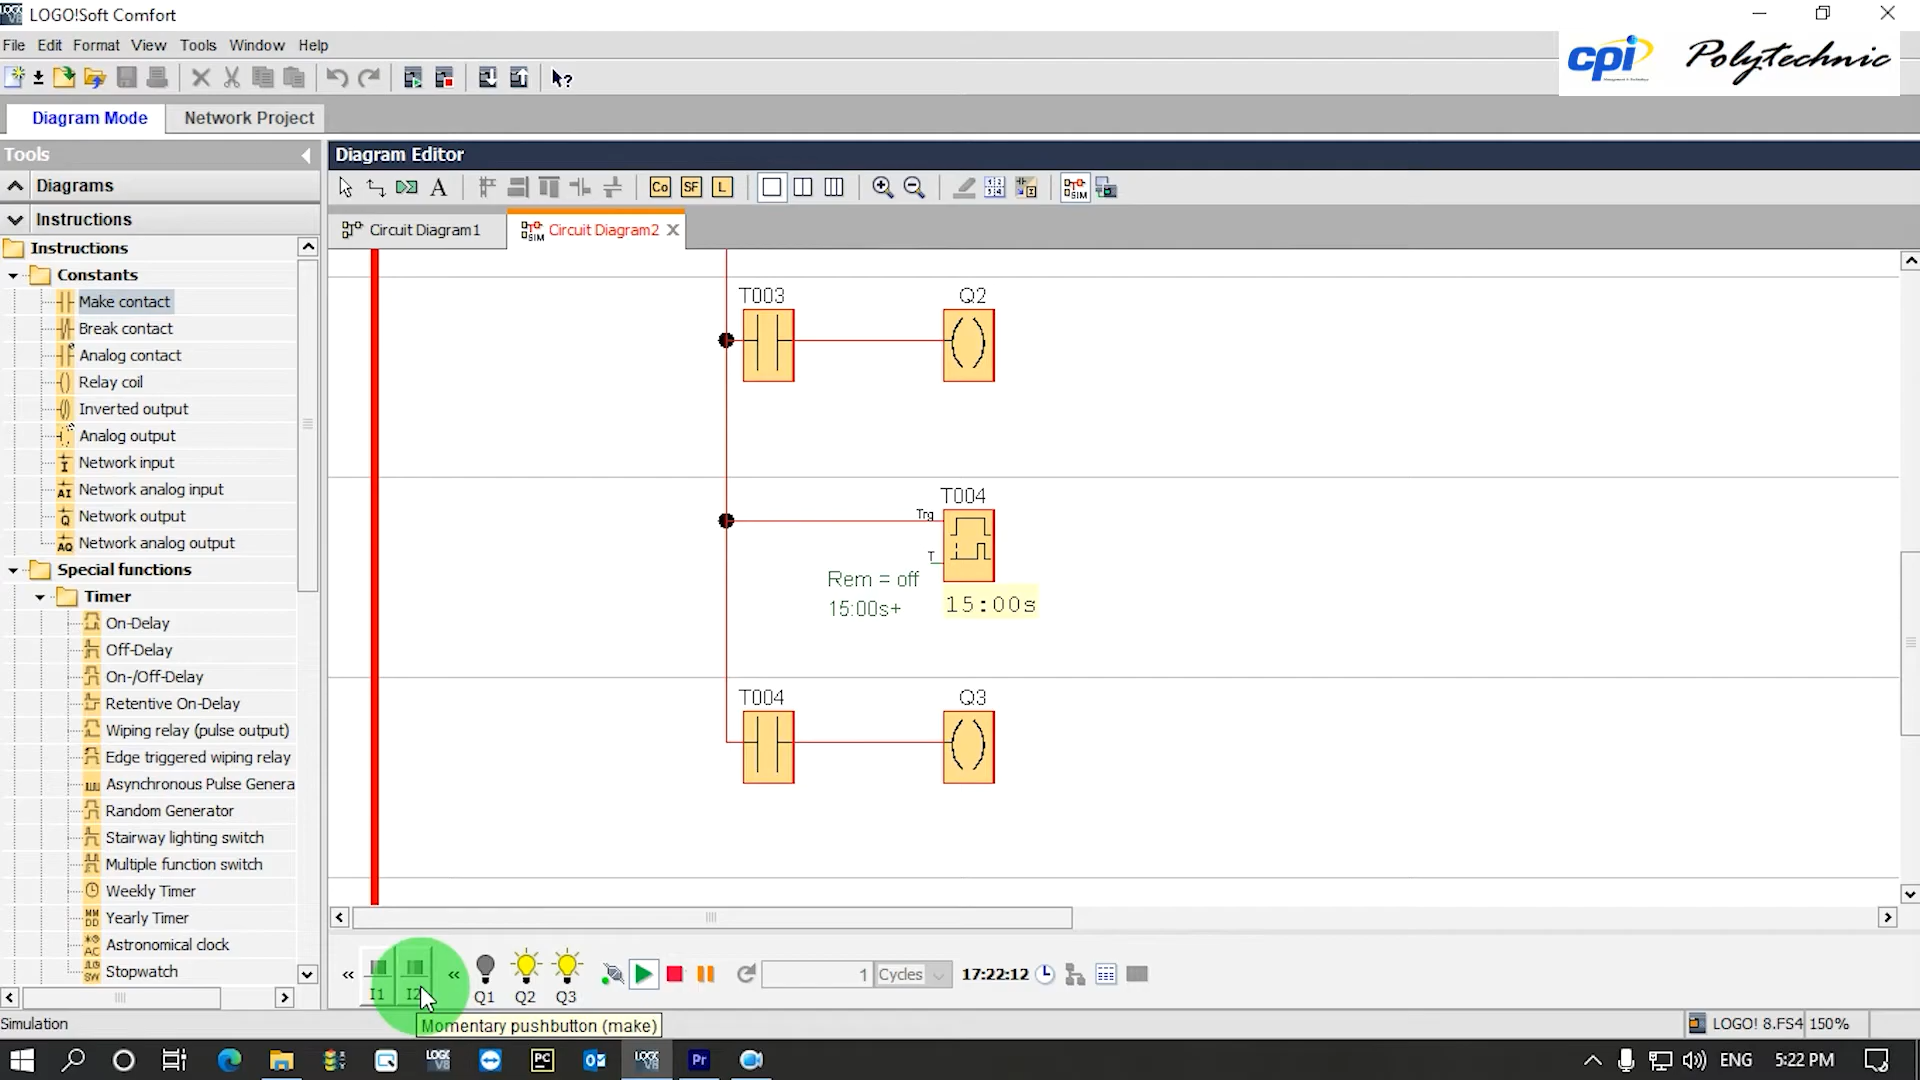 LOGO!Soft Comfort
File Edit Format View Tools Window Help
cpi Polytechnic
Diagram Mode Network Project
Tools Diagram Editor
Diagrams
Co SF L
Instructions
Circuit Diagram1 Circuit Diagram2
Instructions
Constants
Make contact
Break contact
Analog contact
Relay coil
Inverted output
Analog output
Network input
Network analog input
Network output
Network analog output
Special functions
Timer
On-Delay
Off-Delay
On-/Off-Delay
Retentive On-Delay
Wiping relay (pulse output)
Edge triggered wiping relay
Asynchronous Pulse Genera
Random Generator
Stairway lighting switch
Multiple function switch
Weekly Timer
Yearly Timer
Astronomical clock
Stopwatch
T003 Q2
T004
Trg
T
Rem = off
15:00s+
15:00s
T004 Q3
I1 I2 Q1 Q2 Q3
1 Cycles 17:22:12
Momentary pushbutton (make)
Simulation LOGO! 8.FS4 150%
ENG 5:22 PM